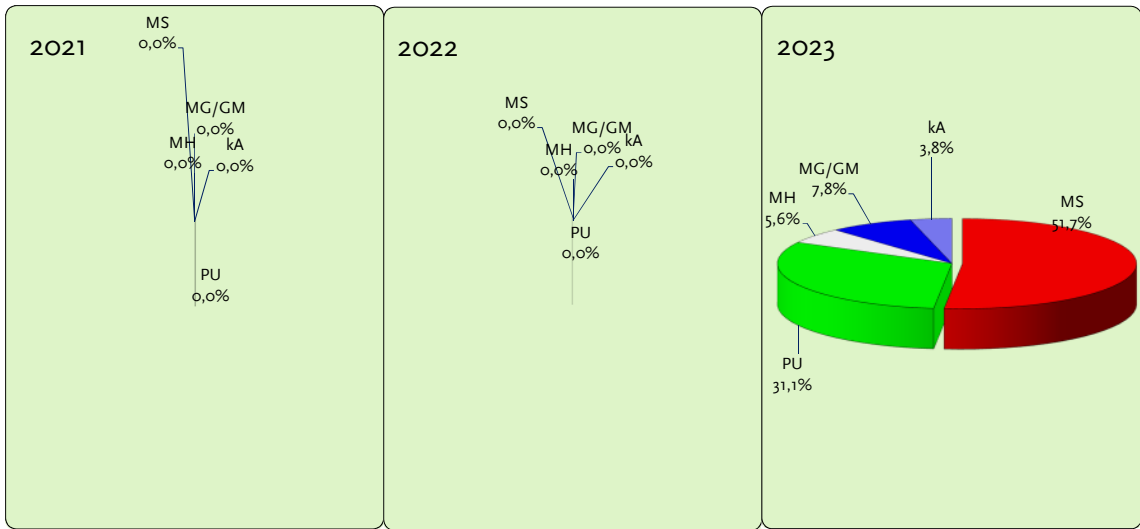 2021
MS
0,0%
MG/GM
0,0%
MH
0,0%
kA
0,0%
PU
0,0%
2022
MS
0,0%
MG/GM
0,0%
MH
0,0%
kA
0,0%
PU
0,0%
2023
kA
3,8%
MG/GM
7,8%
MH
5,6%
MS
51,7%
PU
31,1%